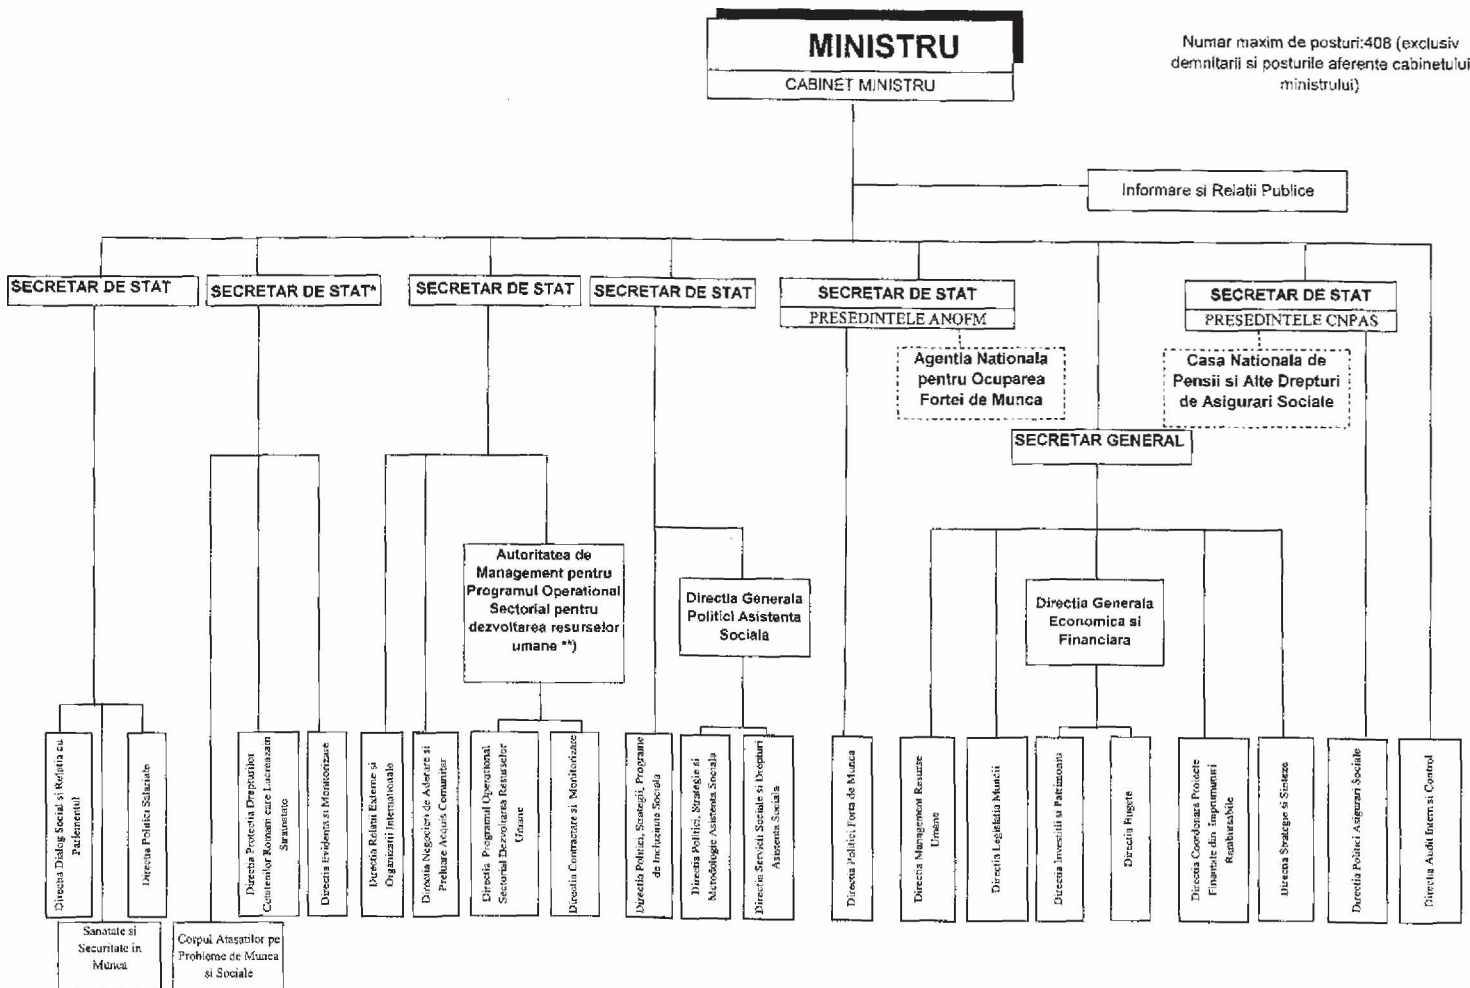 MINISTRU
CABINET MINISTRU
Numar maxim de posturi:408 (exclusiv
demnitarii si posturile aferente cabinetului
ministrului)
Informare si Relatii Publice
SECRETAR DE STAT
SECRETAR DE STAT*
SECRETAR DE STAT
SECRETAR DE STAT
SECRETAR DE STAT
PRESEDINTELE ANOFM
SECRETAR DE STAT
PRESEDINTELE CNPAS
Agentia Nationala
pentru Ocuparea
Fortei de Munca
Casa Nationala de
Pensii si Alte Drepturi
de Asigurari Sociale
SECRETAR GENERAL
Autoritatea de
Management pentru
Programul Operational
Sectorial pentru
dezvoltarea resurselor
umane **)
Directia Generala
Politici Asistenta
Sociala
Directia Generala
Economica si
Financiara
Directia Dialog Social si Relatia cu
Parlamentul
Directia Politici Salariale
Directia Protectia Drepturilor
Cetatenilor Romani care Lucreaza in
Strainatate
Directia Evidenta si Monitorizare
Directia Relatii Externe si
Organizatii Internationale
Directia Negocieri de Aderare si
Preluare Acquis Comunitar
Directia Programul Operational
Sectorial Dezvoltarea Resurselor
Umane
Directia Contractare si Monitorizare
Directia Politici, Strategii, Programe
de Incluziune Sociala
Directia Politici, Strategie si
Metodologie Asistenta Sociala
Directia Servicii Sociale si Drepturi
Asistenta Sociala
Directia Politici Forta de Munca
Directia Management Resurse
Umane
Directia Legislatia Muncii
Directia Investitii si Patrimoniu
Directia Bugete
Directia Coordonare Proiecte
Finantate din Imprumuturi
Rambursabile
Directia Strategie si Sinteze
Directia Politici Asigurari Sociale
Directia Audit Intern si Control
Sanatate si
Securitate in
Munca
Corpul Atasatilor pe
Probleme de Munca
si Sociale